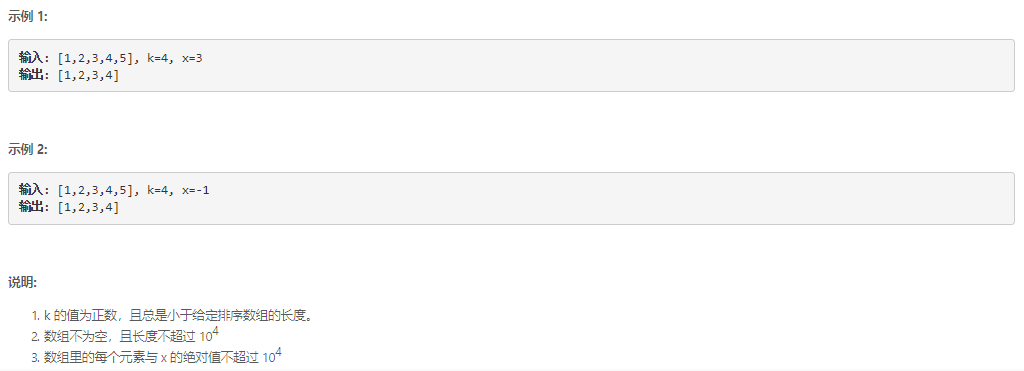 示例 1:
输入: [1,2,3,4,5], k=4, x=3
输出: [1,2,3,4]
示例 2:
输入: [1,2,3,4,5], k=4, x=-1
输出: [1,2,3,4]
说明:
1. k 的值为正数，且总是小于给定排序数组的长度。
2. 数组不为空，且长度不超过 10⁴
3. 数组里的每个元素与 x 的绝对值不超过 10⁴